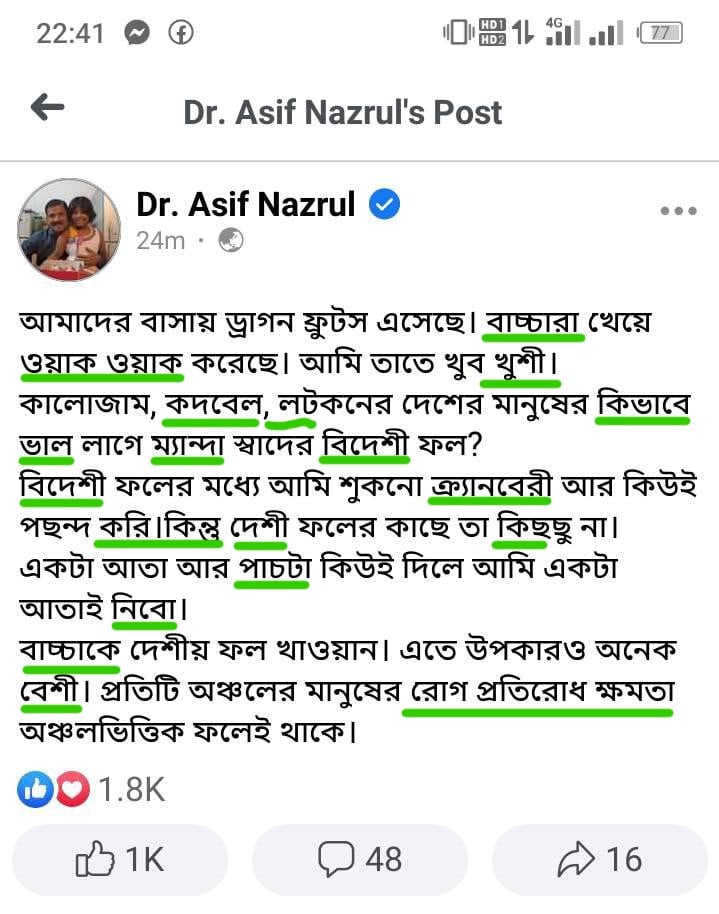 22:41
HD1 HD2 4G 77
Dr. Asif Nazrul's Post
Dr. Asif Nazrul
24m ·
আমাদের বাসায় ড্রাগন ফ্রুটস এসেছে। বাচ্চারা খেয়ে
ওয়াক ওয়াক করেছে। আমি তাতে খুব খুশী।
কালোজাম, কদবেল, লটকনের দেশের মানুষের কিভাবে
ভাল লাগে ম্যান্দা স্বাদের বিদেশী ফল?
বিদেশী ফলের মধ্যে আমি শুকনো ক্র্যানবেরী আর কিউই
পছন্দ করি।কিন্তু দেশী ফলের কাছে তা কিছছু না।
একটা আতা আর পাচটা কিউই দিলে আমি একটা
আতাই নিবো।
বাচ্চাকে দেশীয় ফল খাওয়ান। এতে উপকারও অনেক
বেশী। প্রতিটি অঞ্চলের মানুষের রোগ প্রতিরোধ ক্ষমতা
অঞ্চলভিত্তিক ফলেই থাকে।
1.8K
1K 48 16